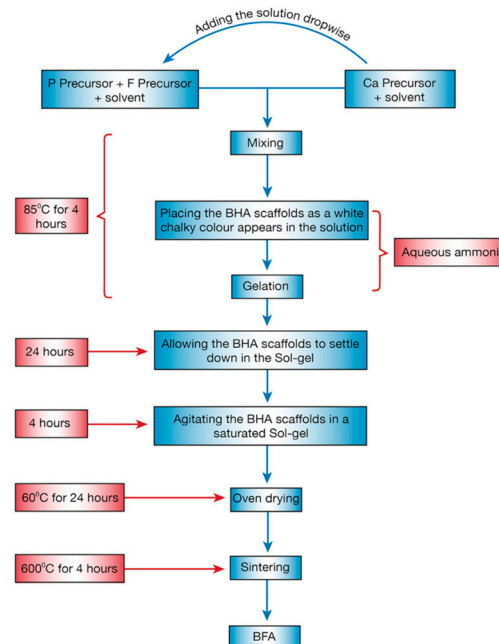 Adding the solution dropwise
P Precursor + F Precursor
+ solvent
Ca Precursor
+ solvent
Mixing
85⁰C for 4
hours
Placing the BHA scaffolds as a white
chalky colour appears in the solution
Aqueous ammoni
Gelation
24 hours
Allowing the BHA scaffolds to settle
down in the Sol-gel
4 hours
Agitating the BHA scaffolds in a
saturated Sol-gel
60⁰C for 24 hours
Oven drying
600⁰C for 4 hours
Sintering
BFA